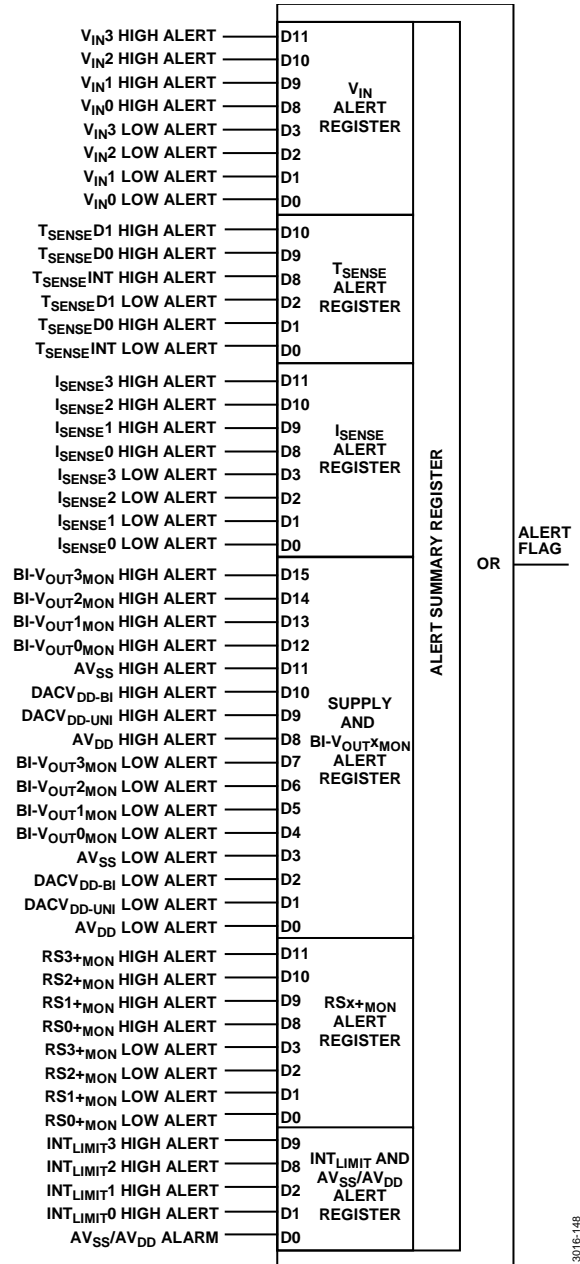 VIN3 HIGH ALERT D11
VIN2 HIGH ALERT D10
VIN1 HIGH ALERT D9
VIN0 HIGH ALERT D8
VIN3 LOW ALERT D3
VIN2 LOW ALERT D2
VIN1 LOW ALERT D1
VIN0 LOW ALERT D0
VIN
ALERT
REGISTER
TSENSED1 HIGH ALERT D10
TSENSED0 HIGH ALERT D9
TSENSEINT HIGH ALERT D8
TSENSED1 LOW ALERT D2
TSENSED0 HIGH ALERT D1
TSENSEINT LOW ALERT D0
TSENSE
ALERT
REGISTER
ISENSE3 HIGH ALERT D11
ISENSE2 HIGH ALERT D10
ISENSE1 HIGH ALERT D9
ISENSE0 HIGH ALERT D8
ISENSE3 LOW ALERT D3
ISENSE2 LOW ALERT D2
ISENSE1 LOW ALERT D1
ISENSE0 LOW ALERT D0
ISENSE
ALERT
REGISTER
BI-VOUT3MON HIGH ALERT D15
BI-VOUT2MON HIGH ALERT D14
BI-VOUT1MON HIGH ALERT D13
BI-VOUT0MON HIGH ALERT D12
AVSS HIGH ALERT D11
DACVDD-BI HIGH ALERT D10
DACVDD-UNI HIGH ALERT D9
AVDD HIGH ALERT D8
BI-VOUT3MON LOW ALERT D7
BI-VOUT2MON LOW ALERT D6
BI-VOUT1MON LOW ALERT D5
BI-VOUT0MON LOW ALERT D4
AVSS LOW ALERT D3
DACVDD-BI LOW ALERT D2
DACVDD-UNI LOW ALERT D1
AVDD LOW ALERT D0
SUPPLY
AND
BI-VOUTXMON
ALERT
REGISTER
RS3+MON HIGH ALERT D11
RS2+MON HIGH ALERT D10
RS1+MON HIGH ALERT D9
RS0+MON HIGH ALERT D8
RS3+MON LOW ALERT D3
RS2+MON LOW ALERT D2
RS1+MON LOW ALERT D1
RS0+MON LOW ALERT D0
RSx+MON
ALERT
REGISTER
INTLIMIT3 HIGH ALERT D9
INTLIMIT2 HIGH ALERT D8
INTLIMIT1 HIGH ALERT D2
INTLIMIT0 HIGH ALERT D1
AVSS/AVDD ALARM D0
INTLIMIT AND
AVSS/AVDD
ALERT
REGISTER
ALERT SUMMARY REGISTER
OR
ALERT
FLAG
3016-148